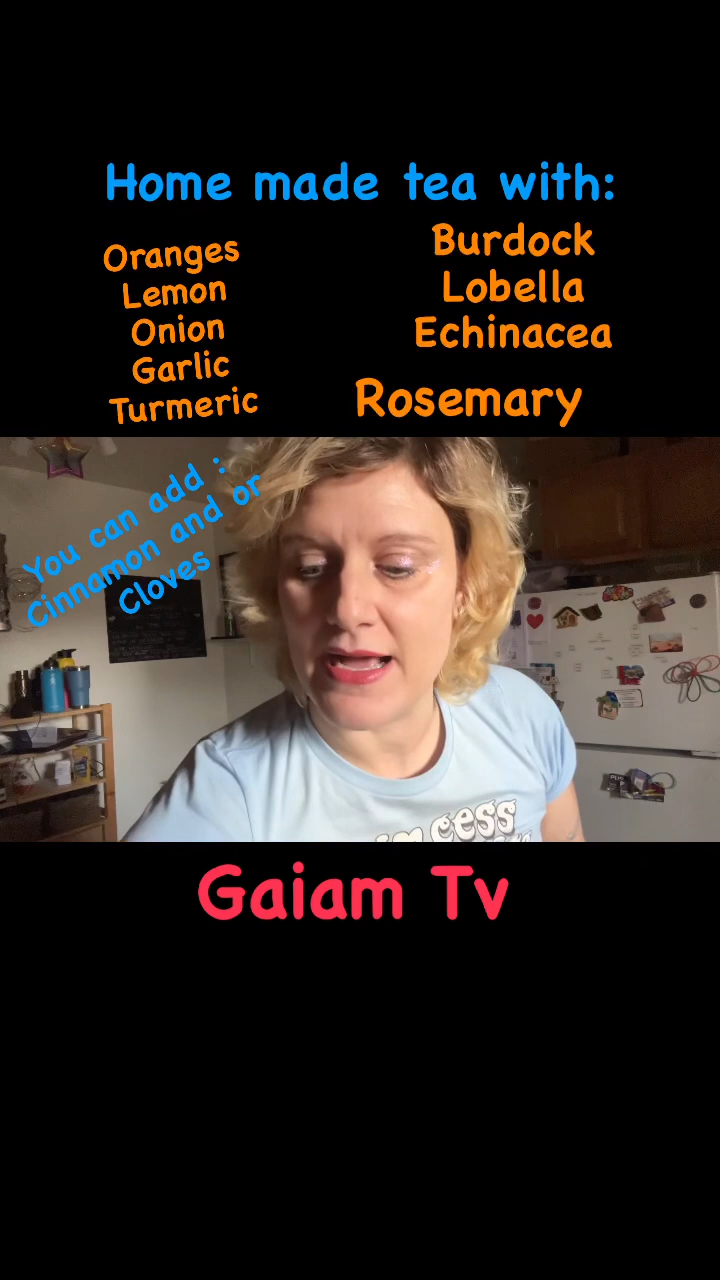 Home made tea with:
Oranges
Lemon
Onion
Garlic
Turmeric
Burdock
Lobella
Echinacea
Rosemary
You can add :
Cinnamon and or
Cloves
cess
Gaiam Tv